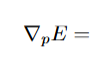 ∇ₚE =